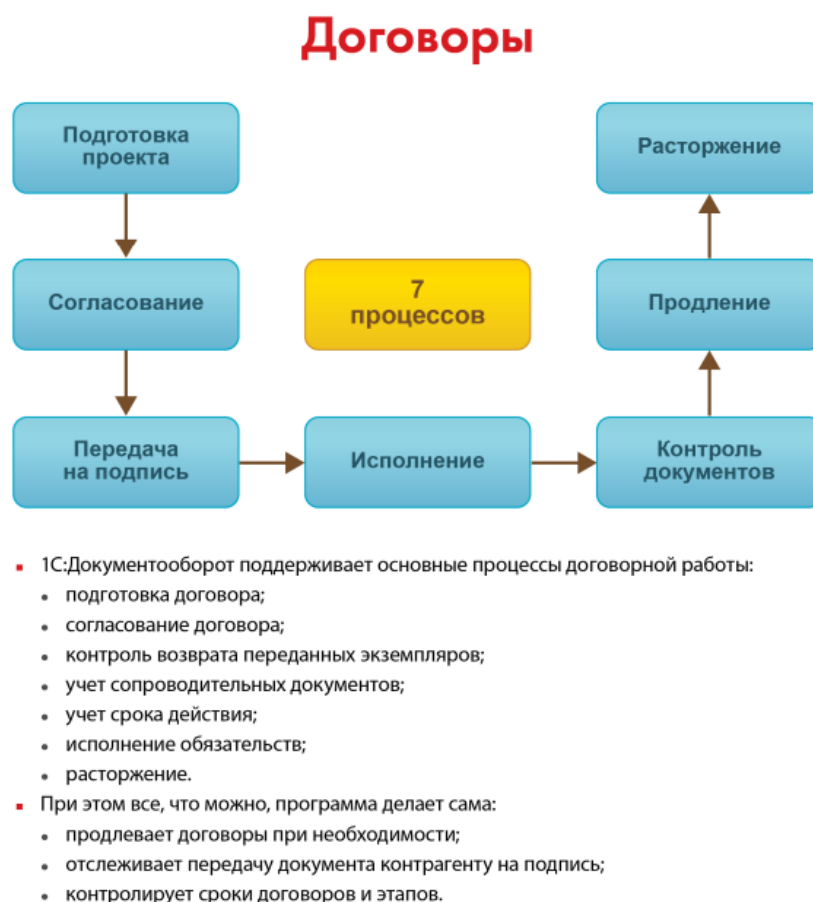 Договоры
Подготовка
проекта
Согласование
Передача
на подпись
Исполнение
Контроль
документов
Продление
Расторжение
7
процессов
1С:Документооборот поддерживает основные процессы договорной работы:
подготовка договора;
согласование договора;
контроль возврата переданных экземпляров;
учет сопроводительных документов;
учет срока действия;
исполнение обязательств;
расторжение.
При этом все, что можно, программа делает сама:
продлевает договоры при необходимости;
отслеживает передачу документа контрагенту на подпись;
контролирует сроки договоров и этапов.